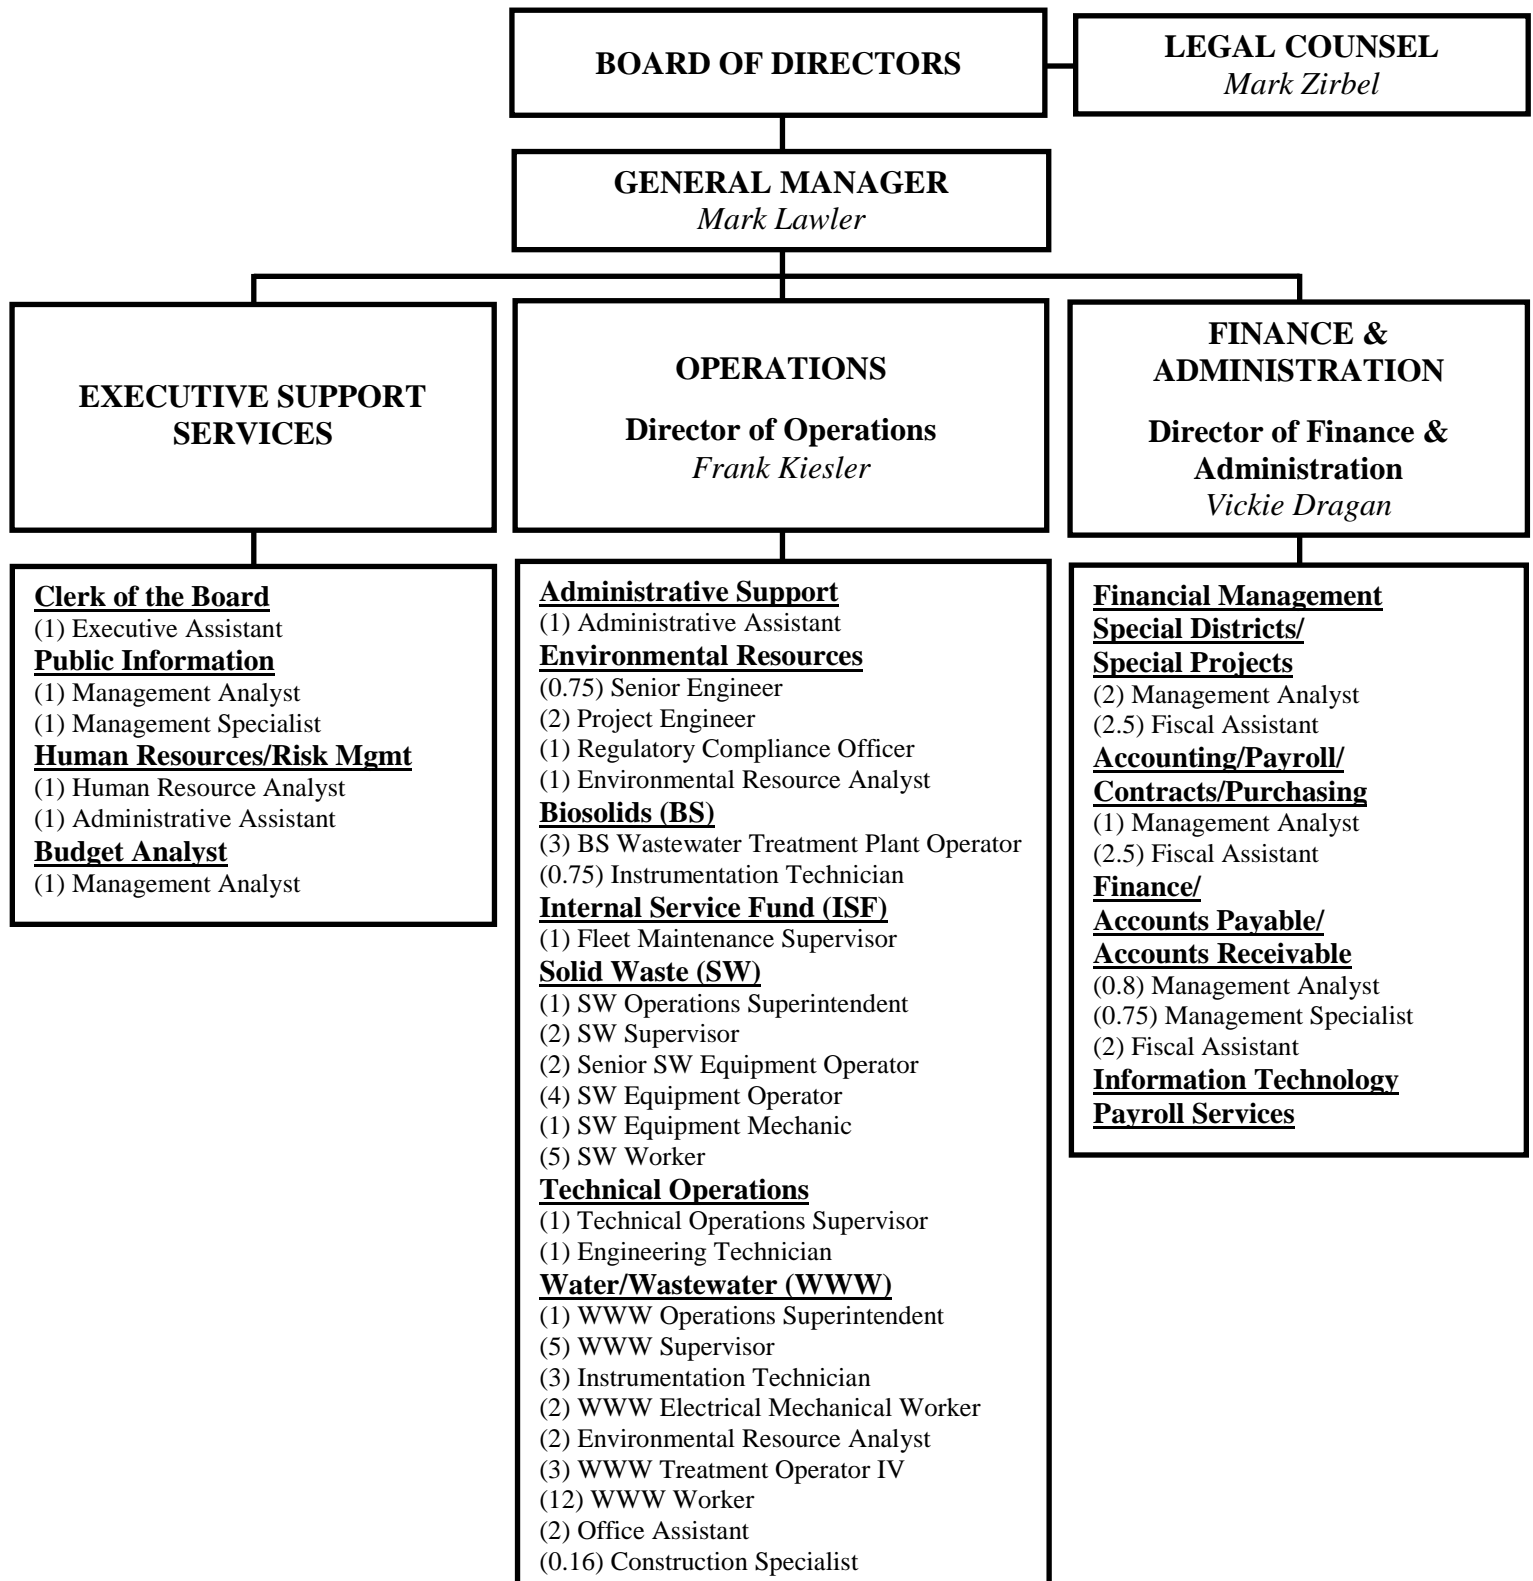 BOARD OF DIRECTORS
LEGAL COUNSEL
Mark Zirbel
GENERAL MANAGER
Mark Lawler
EXECUTIVE SUPPORT
SERVICES
OPERATIONS
Director of Operations
Frank Kiesler
FINANCE &
ADMINISTRATION
Director of Finance &
Administration
Vickie Dragan
Clerk of the Board
(1) Executive Assistant
Public Information
(1) Management Analyst
(1) Management Specialist
Human Resources/Risk Mgmt
(1) Human Resource Analyst
(1) Administrative Assistant
Budget Analyst
(1) Management Analyst
Administrative Support
(1) Administrative Assistant
Environmental Resources
(0.75) Senior Engineer
(2) Project Engineer
(1) Regulatory Compliance Officer
(1) Environmental Resource Analyst
Biosolids (BS)
(3) BS Wastewater Treatment Plant Operator
(0.75) Instrumentation Technician
Internal Service Fund (ISF)
(1) Fleet Maintenance Supervisor
Solid Waste (SW)
(1) SW Operations Superintendent
(2) SW Supervisor
(2) Senior SW Equipment Operator
(4) SW Equipment Operator
(1) SW Equipment Mechanic
(5) SW Worker
Technical Operations
(1) Technical Operations Supervisor
(1) Engineering Technician
Water/Wastewater (WWW)
(1) WWW Operations Superintendent
(5) WWW Supervisor
(3) Instrumentation Technician
(2) WWW Electrical Mechanical Worker
(2) Environmental Resource Analyst
(3) WWW Treatment Operator IV
(12) WWW Worker
(2) Office Assistant
(0.16) Construction Specialist
Financial Management
Special Districts/
Special Projects
(2) Management Analyst
(2.5) Fiscal Assistant
Accounting/Payroll/
Contracts/Purchasing
(1) Management Analyst
(2.5) Fiscal Assistant
Finance/
Accounts Payable/
Accounts Receivable
(0.8) Management Analyst
(0.75) Management Specialist
(2) Fiscal Assistant
Information Technology
Payroll Services